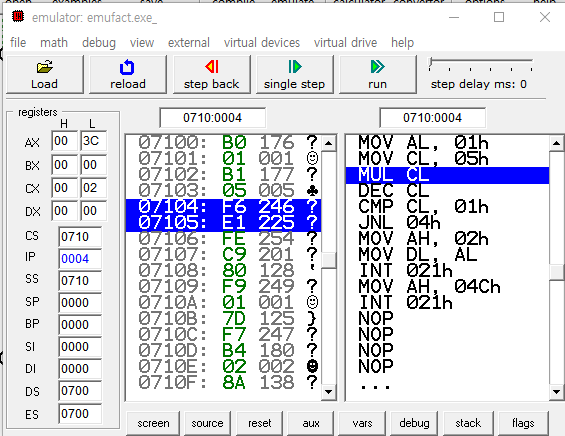 emulator: emufact.exe_
file math debug view external virtual devices virtual drive help
Load reload step back single step run step delay ms: 0
registers 0710:0004 0710:0004
H L
AX 00 3C
BX 00 00
CX 00 02
DX 00 00
CS 0710
IP 0004
SS 0710
SP 0000
BP 0000
SI 0000
DI 0000
DS 0700
ES 0700
07100: B0 176 ?
07101: 01 001 ☺
07102: B1 177 ?
07103: 05 005 ♣
07104: F6 246 ?
07105: E1 225 ?
07106: FE 254 ?
07107: C9 201 ?
07108: 80 128 '
07109: F9 249 ?
0710A: 01 001 ☺
0710B: 7D 125 }
0710C: F7 247 ?
0710D: B4 180 ?
0710E: 02 002 ☻
0710F: 8A 138 ?
MOV AL, 01h
MOV CL, 05h
MUL CL
DEC CL
CMP CL, 01h
JNL 04h
MOV AH, 02h
MOV DL, AL
INT 021h
MOV AH, 04Ch
INT 021h
NOP
NOP
NOP
NOP
...
screen source reset aux vars debug stack flags